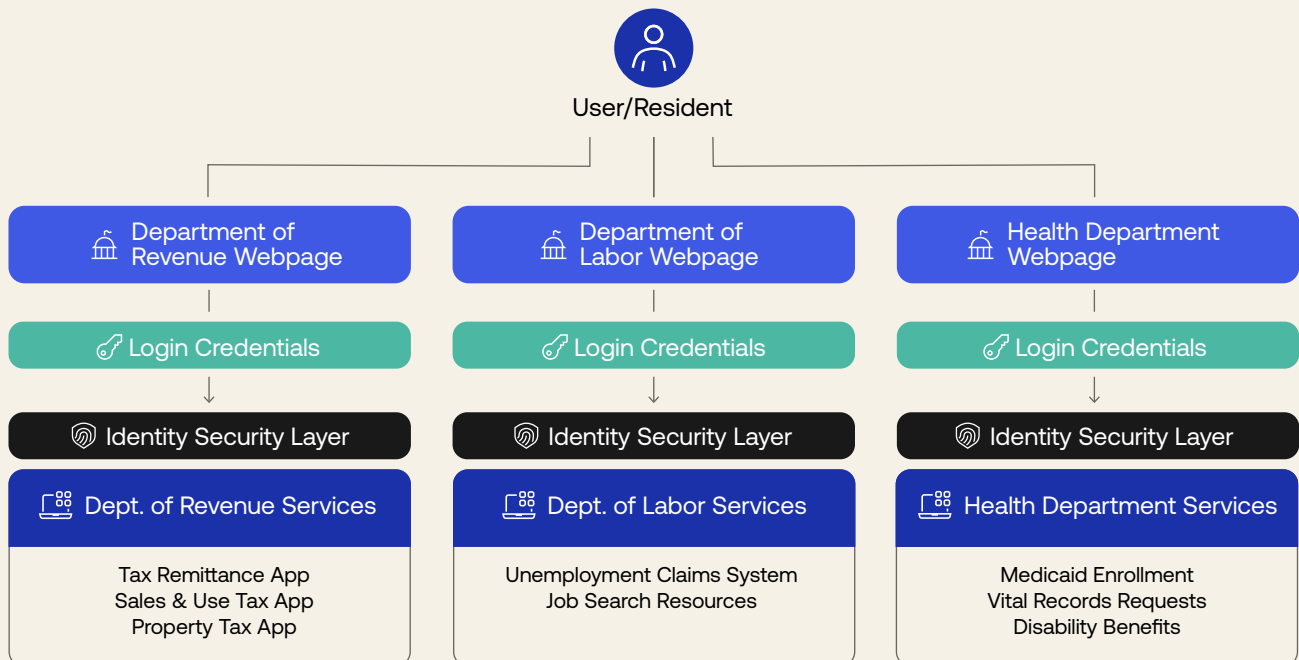 User/Resident
Department of
Revenue Webpage
Department of
Labor Webpage
Health Department
Webpage
Login Credentials
Login Credentials
Login Credentials
Identity Security Layer
Identity Security Layer
Identity Security Layer
Dept. of Revenue Services
Dept. of Labor Services
Health Department Services
Tax Remittance App
Sales & Use Tax App
Property Tax App
Unemployment Claims System
Job Search Resources
Medicaid Enrollment
Vital Records Requests
Disability Benefits